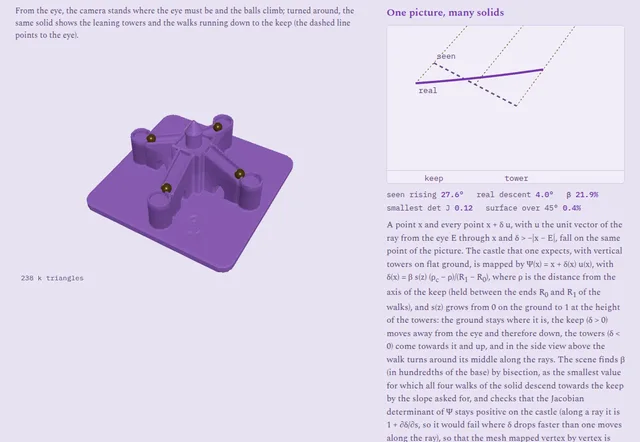 From the eye, the camera stands where the eye must be and the balls climb; turned around, the
same solid shows the leaning towers and the walks running down to the keep (the dashed line
points to the eye).
238 k triangles
One picture, many solids
seen
real
keep tower
seen rising 27.6° real descent 4.0° β 21.9%
smallest det J 0.12 surface over 45° 0.4%
A point x and every point x + δ u, with u the unit vector of the
ray from the eye E through x and δ > −|x − E|, fall on the same
point of the picture. The castle that one expects, with vertical
towers on flat ground, is mapped by Ψ(x) = x + δ(x) u(x), with
δ(x) = β s(z) (ρc − ρ)/(R1 − R0), where ρ is the distance from the
axis of the keep (held between the ends R0 and R1 of the
walks), and s(z) grows from 0 on the ground to 1 at the height
of the towers: the ground stays where it is, the keep (δ > 0)
moves away from the eye and therefore down, the towers (δ <
0) come towards it and up, and in the side view above the
walk turns around its middle along the rays. The scene finds β
(in hundredths of the base) by bisection, as the smallest value
for which all four walks of the solid descend towards the keep
by the slope asked for, and checks that the Jacobian
determinant of Ψ stays positive on the castle (along a ray it is
1 + ∂δ/∂s, so it would fail where δ drops faster than one moves
along the ray), so that the mesh mapped vertex by vertex is